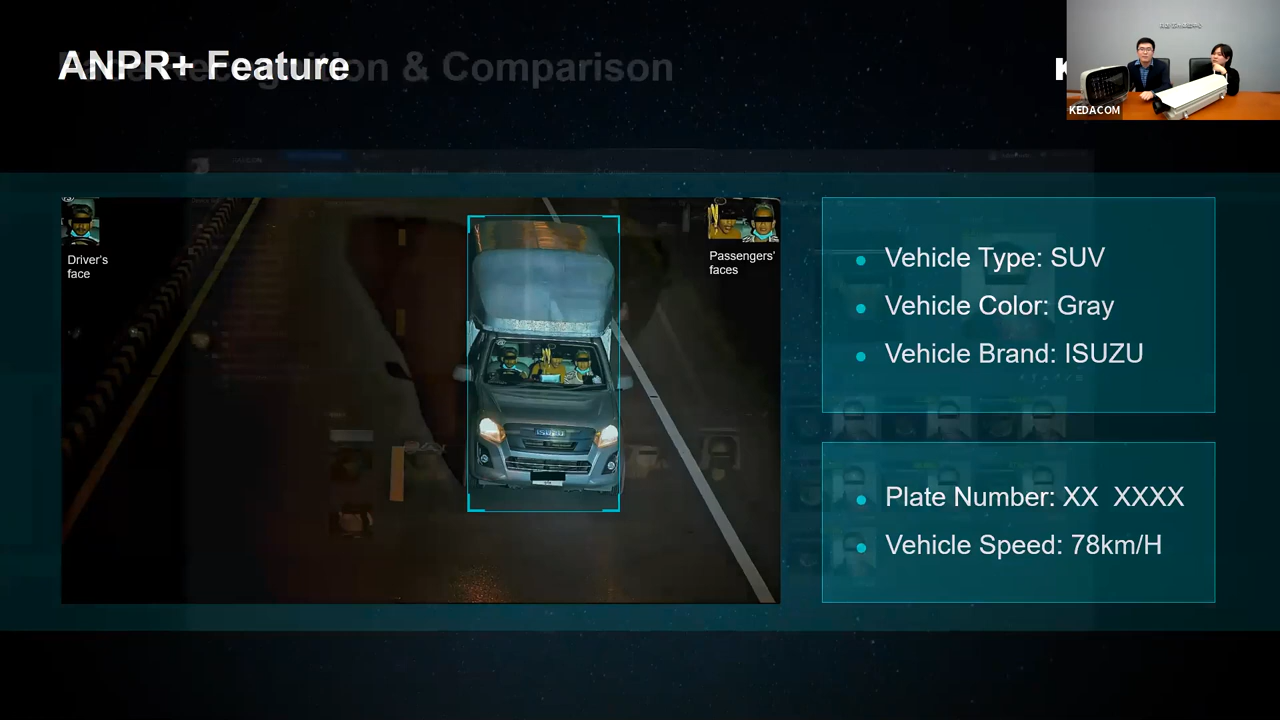 ANPR+ Feature
& Comparison
KEDACOM
Driver's
face
Passengers'
faces
Vehicle Type: SUV
Vehicle Color: Gray
Vehicle Brand: ISUZU
Plate Number: XX XXXX
Vehicle Speed: 78km/H